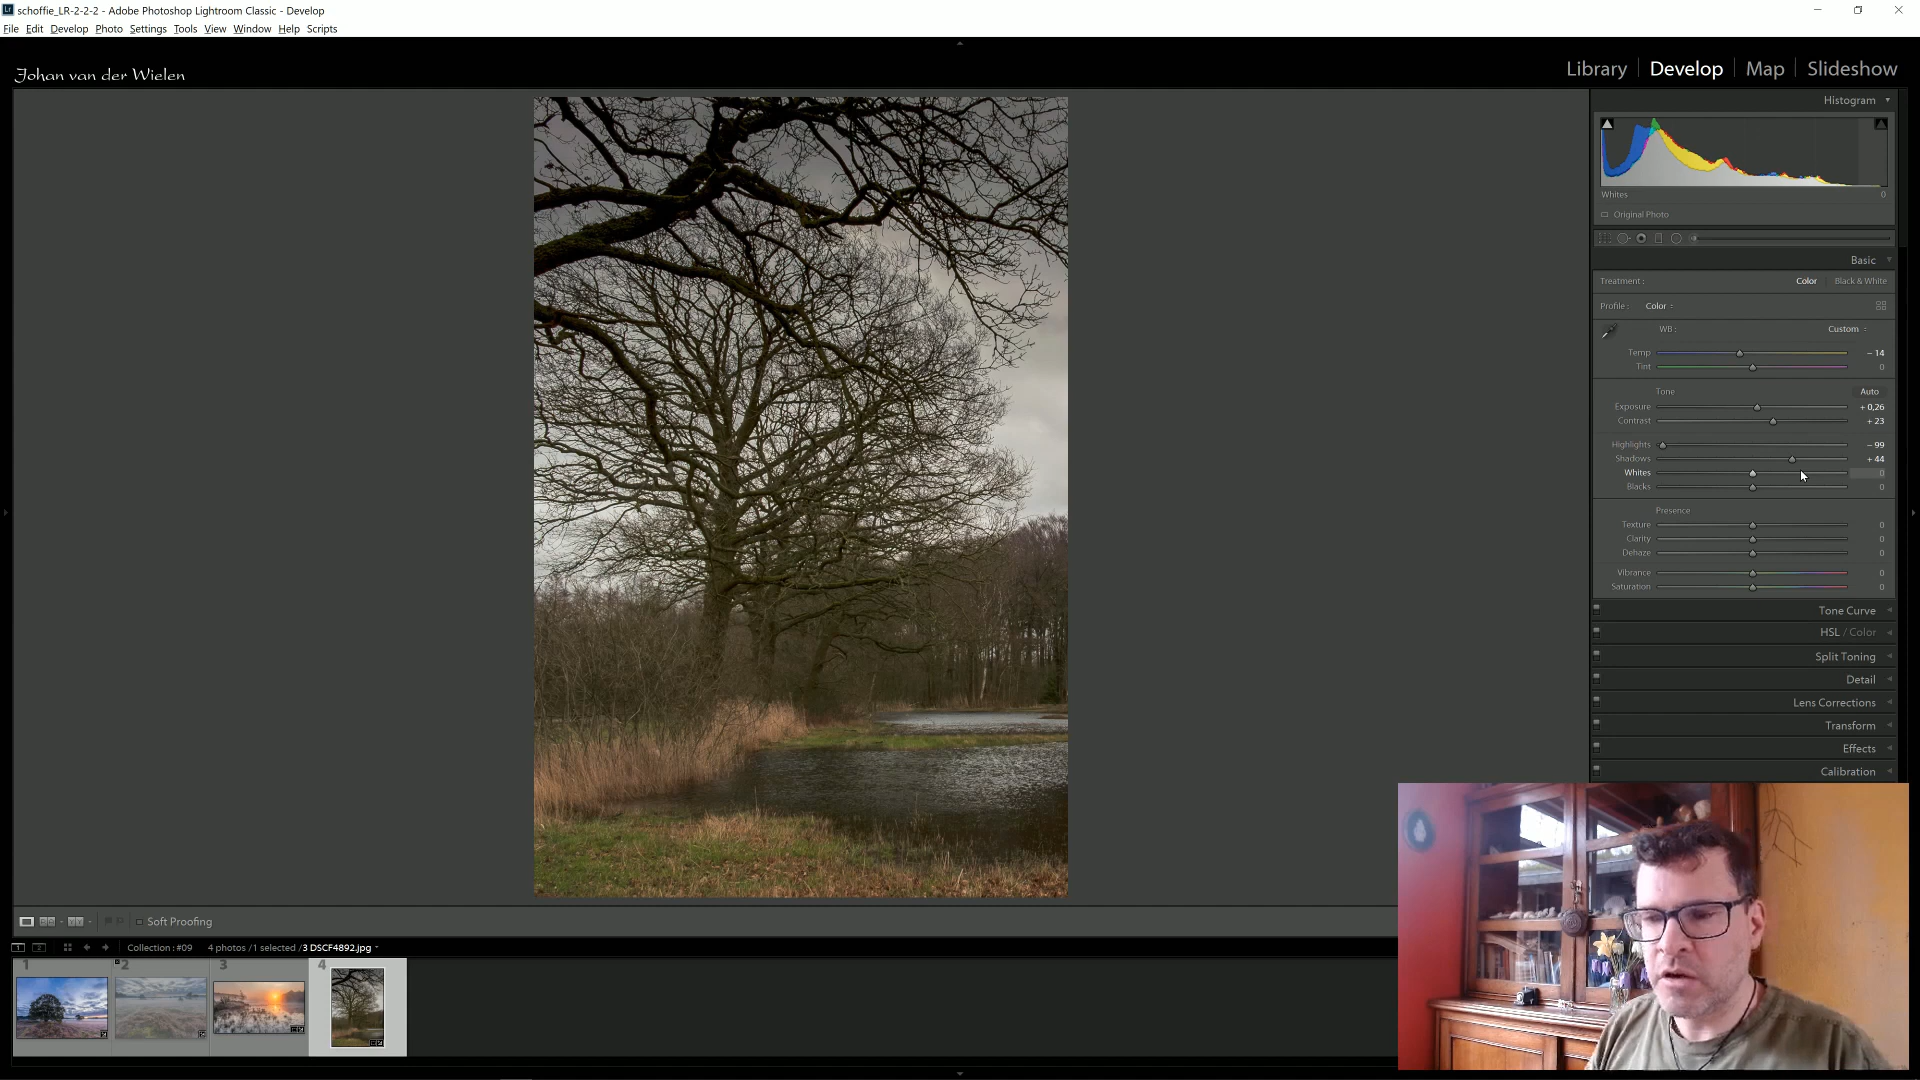 schoffie_LR-2-2-2 - Adobe Photoshop Lightroom Classic - Develop
File Edit Develop Photo Settings Tools View Window Help Scripts
Johan van der Wielen
Library Develop Map Slideshow
Histogram
Whites 0
Original Photo
Basic
Treatment : Color Black & White
Profile : Color
WB : Custom
Temp - 14
Tint 0
Tone Auto
Exposure + 0,26
Contrast + 23
Highlights - 99
Shadows + 44
Whites 0
Blacks 0
Presence
Texture 0
Clarity 0
Dehaze 0
Vibrance 0
Saturation 0
Tone Curve
HSL / Color
Split Toning
Detail
Lens Corrections
Transform
Effects
Calibration
Soft Proofing
1 2 Collection : #09 4 photos / 1 selected / 3 DSCF4892.jpg
1 2 3 4